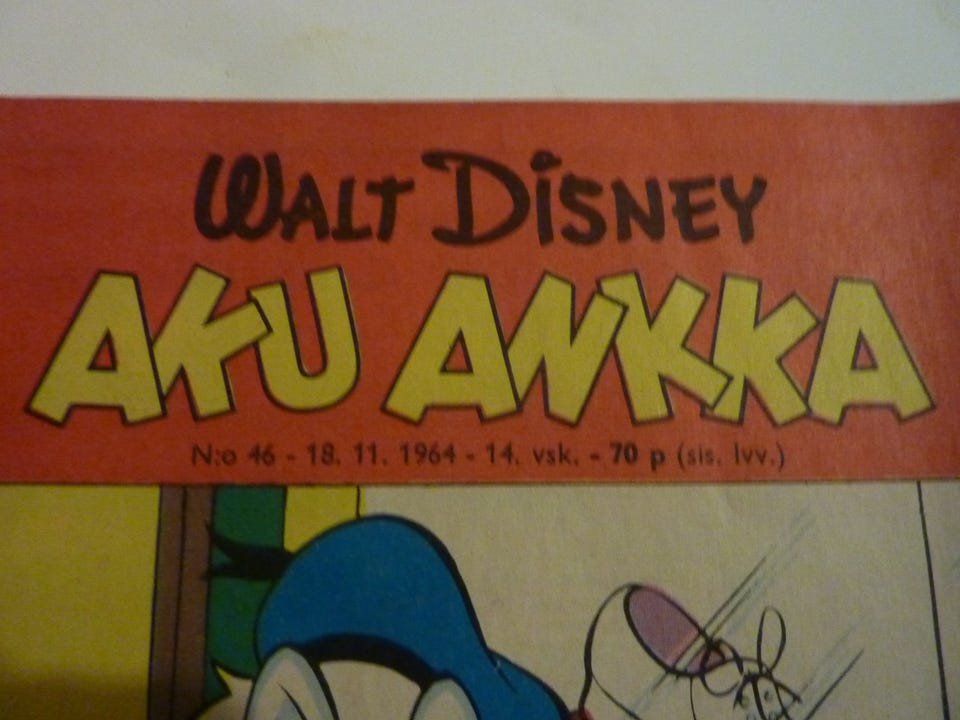 WALT DISNEY
AKU ANKKA
N:o 46 - 18. 11. 1964 - 14. vsk. - 70 p (sis. lvv.)